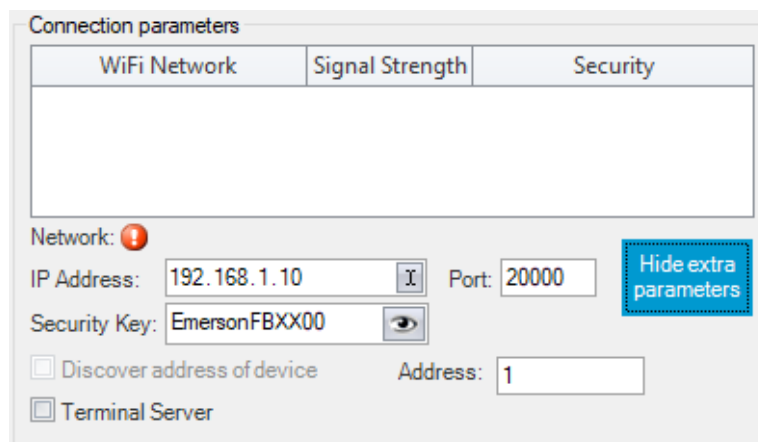 Connection parameters
WiFi Network Signal Strength Security
Network:
IP Address: 192.168.1.10 Port: 20000 Hide extra
parameters
Security Key: EmersonFBXX00
Discover address of device Address: 1
Terminal Server